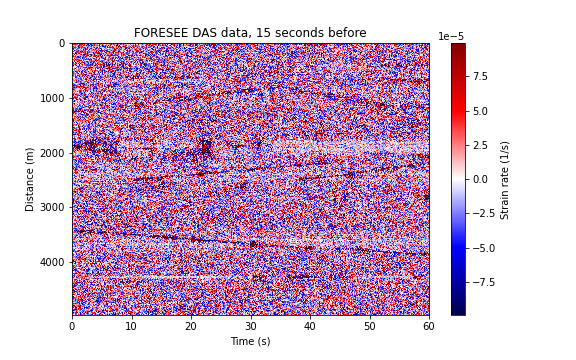 FORESEE DAS data, 15 seconds before
1e−5
0
1000
2000
3000
4000
Distance (m)
0 10 20 30 40 50 60
Time (s)
7.5
5.0
2.5
0.0
−2.5
−5.0
−7.5
Strain rate (1/s)